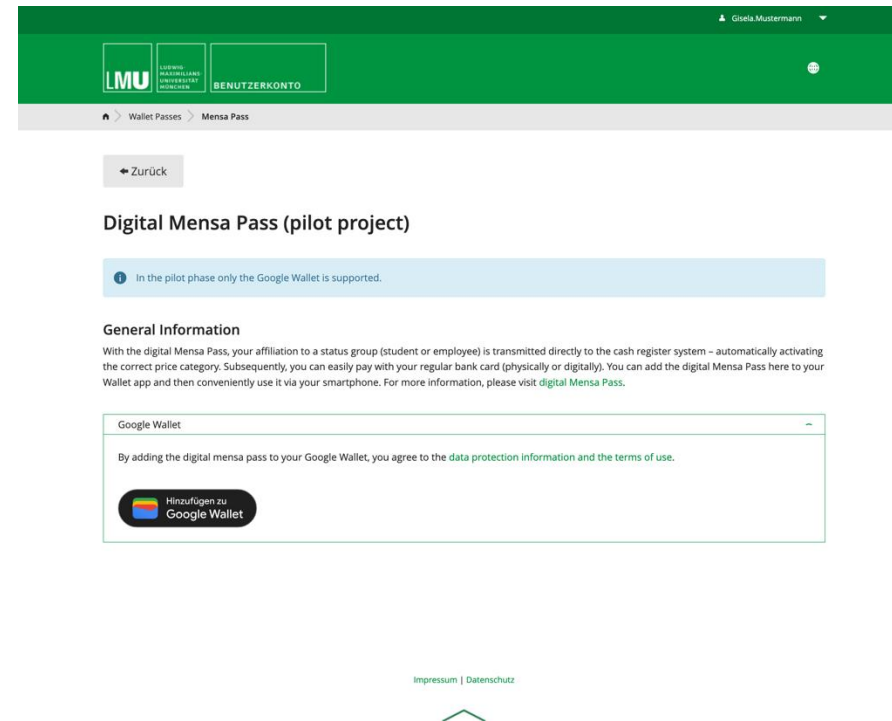 Gisela.Mustermann
LMU
LUDWIG-
MAXIMILIANS-
UNIVERSITÄT
MÜNCHEN
BENUTZERKONTO
Wallet Passes
Mensa Pass
Zurück
Digital Mensa Pass (pilot project)
In the pilot phase only the Google Wallet is supported.
General Information
With the digital Mensa Pass, your affiliation to a status group (student or employee) is transmitted directly to the cash register system – automatically activating
the correct price category. Subsequently, you can easily pay with your regular bank card (physically or digitally). You can add the digital Mensa Pass here to your
Wallet app and then conveniently use it via your smartphone. For more information, please visit digital Mensa Pass.
Google Wallet
By adding the digital mensa pass to your Google Wallet, you agree to the data protection information and the terms of use.
Hinzufügen zu
Google Wallet
Impressum | Datenschutz